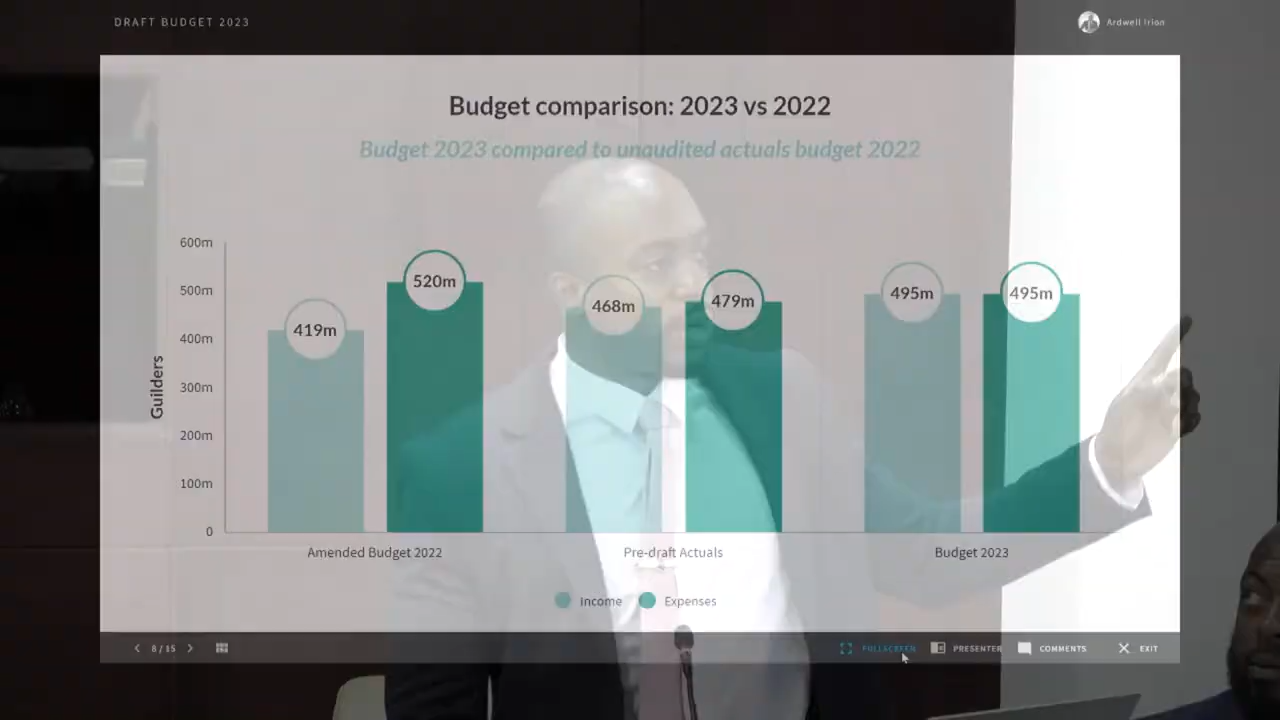 DRAFT BUDGET 2023
Ardwell Irion
Budget comparison: 2023 vs 2022
Budget 2023 compared to unaudited actuals budget 2022
Guilders
600m
500m
400m
300m
200m
100m
0
419m
520m
468m
479m
495m
495m
Amended Budget 2022
Pre-draft Actuals
Budget 2023
Income
Expenses
8 / 15
FULLSCREEN
PRESENTER
COMMENTS
EXIT